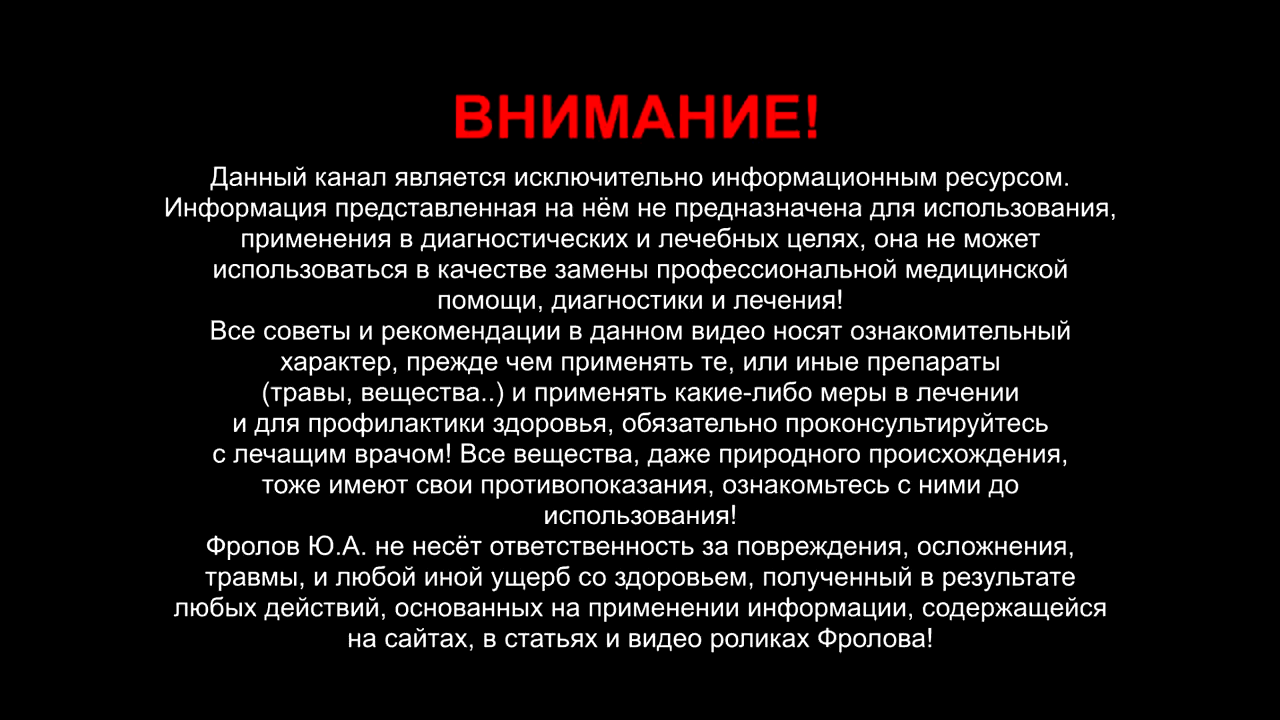 ВНИМАНИЕ!
Данный канал является исключительно информационным ресурсом.
Информация представленная на нём не предназначена для использования,
применения в диагностических и лечебных целях, она не может
использоваться в качестве замены профессиональной медицинской
помощи, диагностики и лечения!
Все советы и рекомендации в данном видео носят ознакомительный
характер, прежде чем применять те, или иные препараты
(травы, вещества..) и применять какие-либо меры в лечении
и для профилактики здоровья, обязательно проконсультируйтесь
с лечащим врачом! Все вещества, даже природного происхождения,
тоже имеют свои противопоказания, ознакомьтесь с ними до
использования!
Фролов Ю.А. не несёт ответственность за повреждения, осложнения,
травмы, и любой иной ущерб со здоровьем, полученный в результате
любых действий, основанных на применении информации, содержащейся
на сайтах, в статьях и видео роликах Фролова!